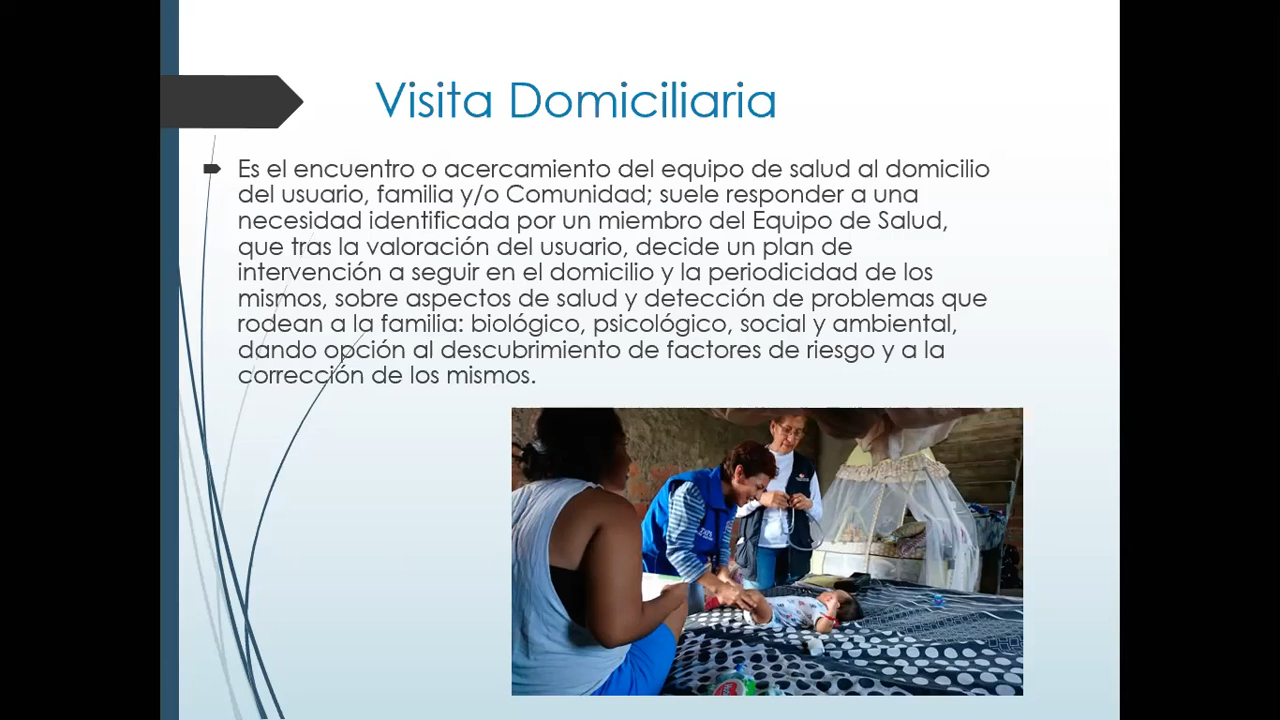 Visita Domiciliaria
Es el encuentro o acercamiento del equipo de salud al domicilio
del usuario, familia y/o Comunidad; suele responder a una
necesidad identificada por un miembro del Equipo de Salud,
que tras la valoración del usuario, decide un plan de
intervención a seguir en el domicilio y la periodicidad de los
mismos, sobre aspectos de salud y detección de problemas que
rodean a la familia: biológico, psicológico, social y ambiental,
dando opción al descubrimiento de factores de riesgo y a la
corrección de los mismos.